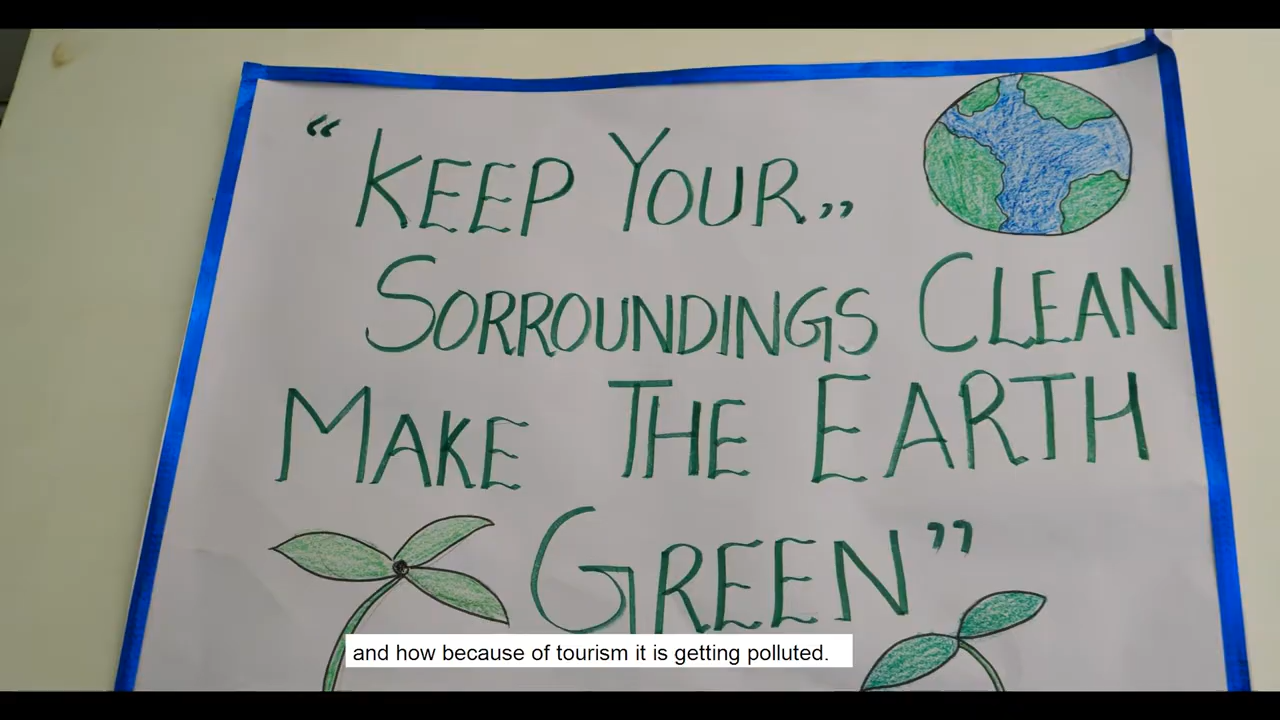 “ KEEP YOUR „
SORROUNDINGS CLEAN
MAKE THE EARTH
GREEN ”
and how because of tourism it is getting polluted.